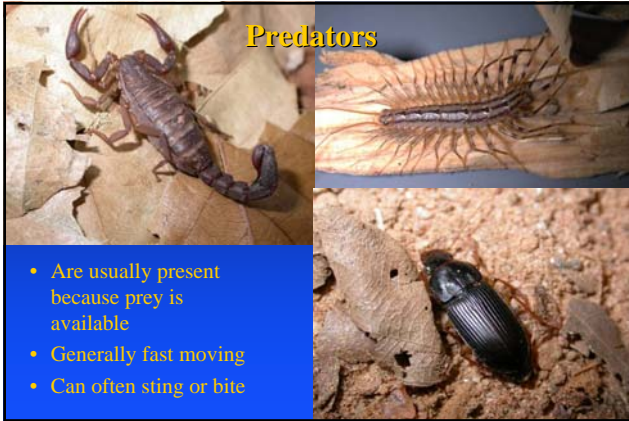 Predators
• Are usually present
because prey is
available
• Generally fast moving
• Can often sting or bite